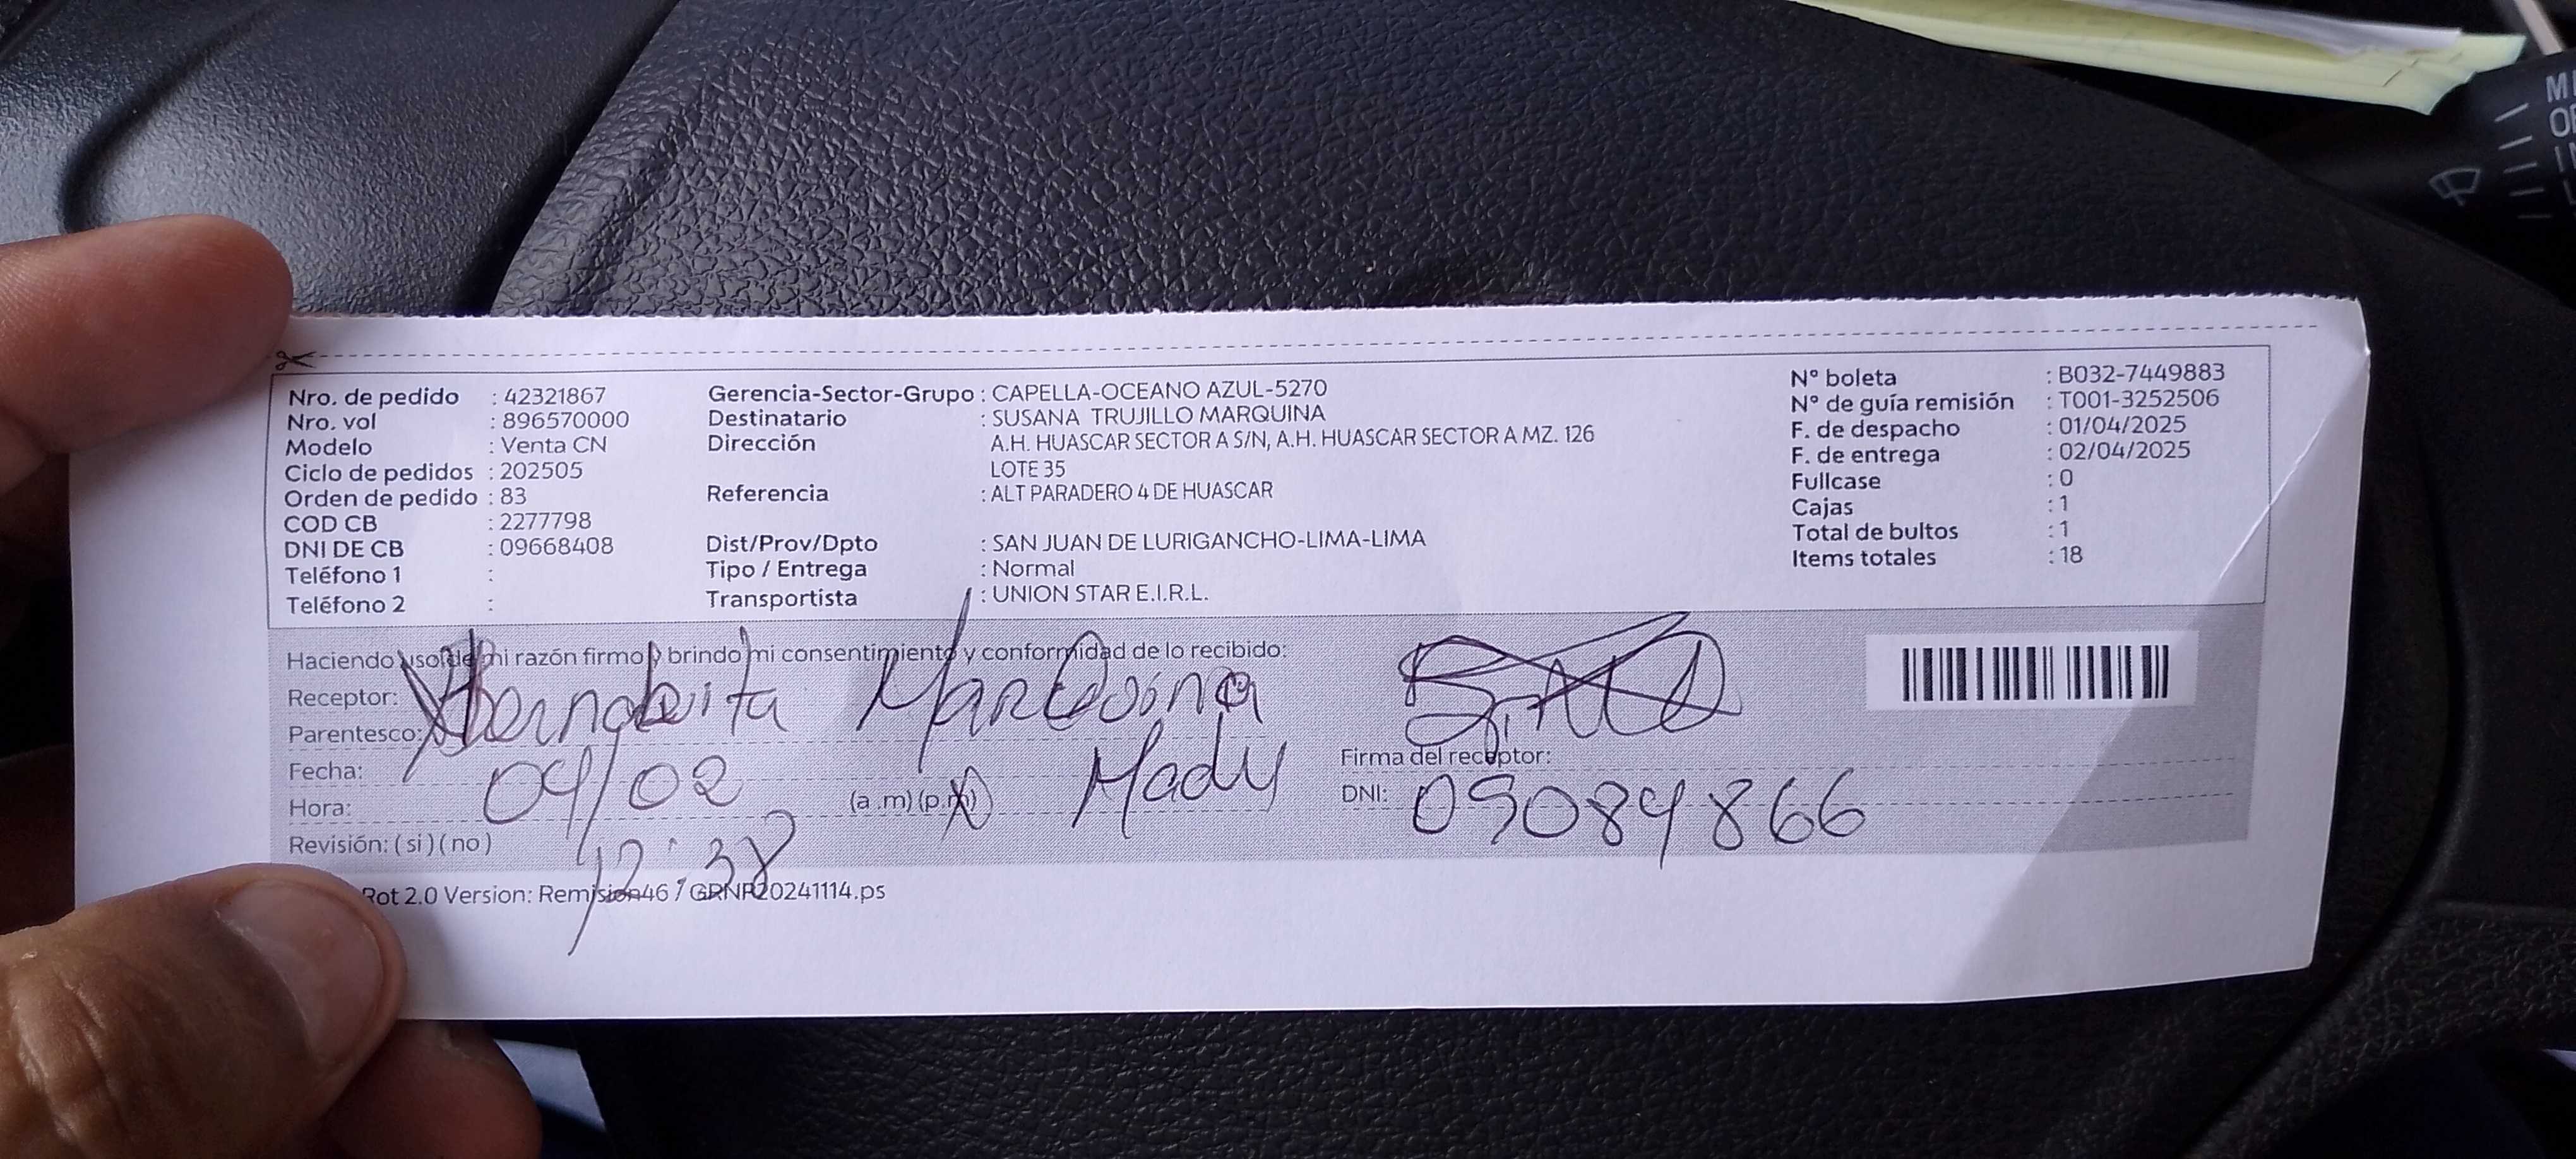 Nro. de pedido : 42321867
Nro. vol : 896570000
Modelo : Venta CN
Ciclo de pedidos : 202505
Orden de pedido : 83
COD CB : 2277798
DNI DE CB : 09668408
Teléfono 1 :
Teléfono 2 :
Gerencia-Sector-Grupo : CAPELLA-OCEANO AZUL-5270
Destinatario : SUSANA TRUJILLO MARQUINA
Dirección A.H. HUASCAR SECTOR A S/N, A.H. HUASCAR SECTOR A MZ. 126
LOTE 35
Referencia : ALT PARADERO 4 DE HUASCAR
Dist/Prov/Dpto : SAN JUAN DE LURIGANCHO-LIMA-LIMA
Tipo / Entrega : Normal
Transportista : UNION STAR E.I.R.L.
N° boleta : B032-7449883
N° de guía remisión : T001-3252506
F. de despacho : 01/04/2025
F. de entrega : 02/04/2025
Fullcase : 0
Cajas : 1
Total de bultos : 1
Items totales : 18
Haciendo uso de mi razón firmo y brindo mi consentimiento y conformidad de lo recibido:
Receptor:
Parentesco:
Fecha: 04/02
Hora: (a.m) (p.m)
Revisión: ( si ) ( no ) 12:38
Firma del receptor:
DNI: 09084866
Rot 2.0 Version: Remision46 / GRNR20241114.ps
MI